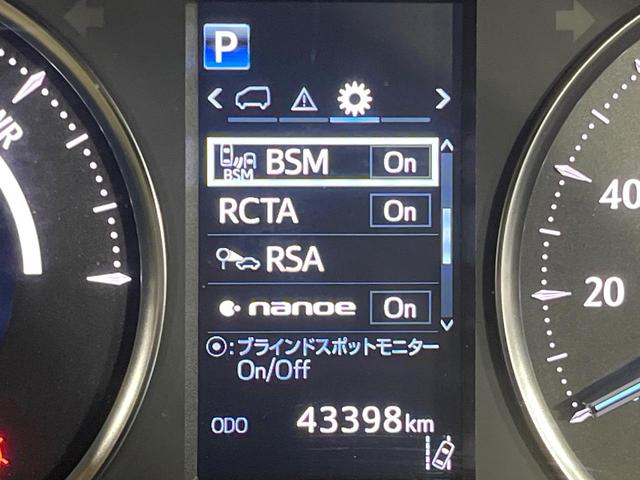 P
BSM BSM On
RCTA On
RSA
nanoe On
⦿:ブラインドスポットモニター
On/Off
ODO 43398km
40
20